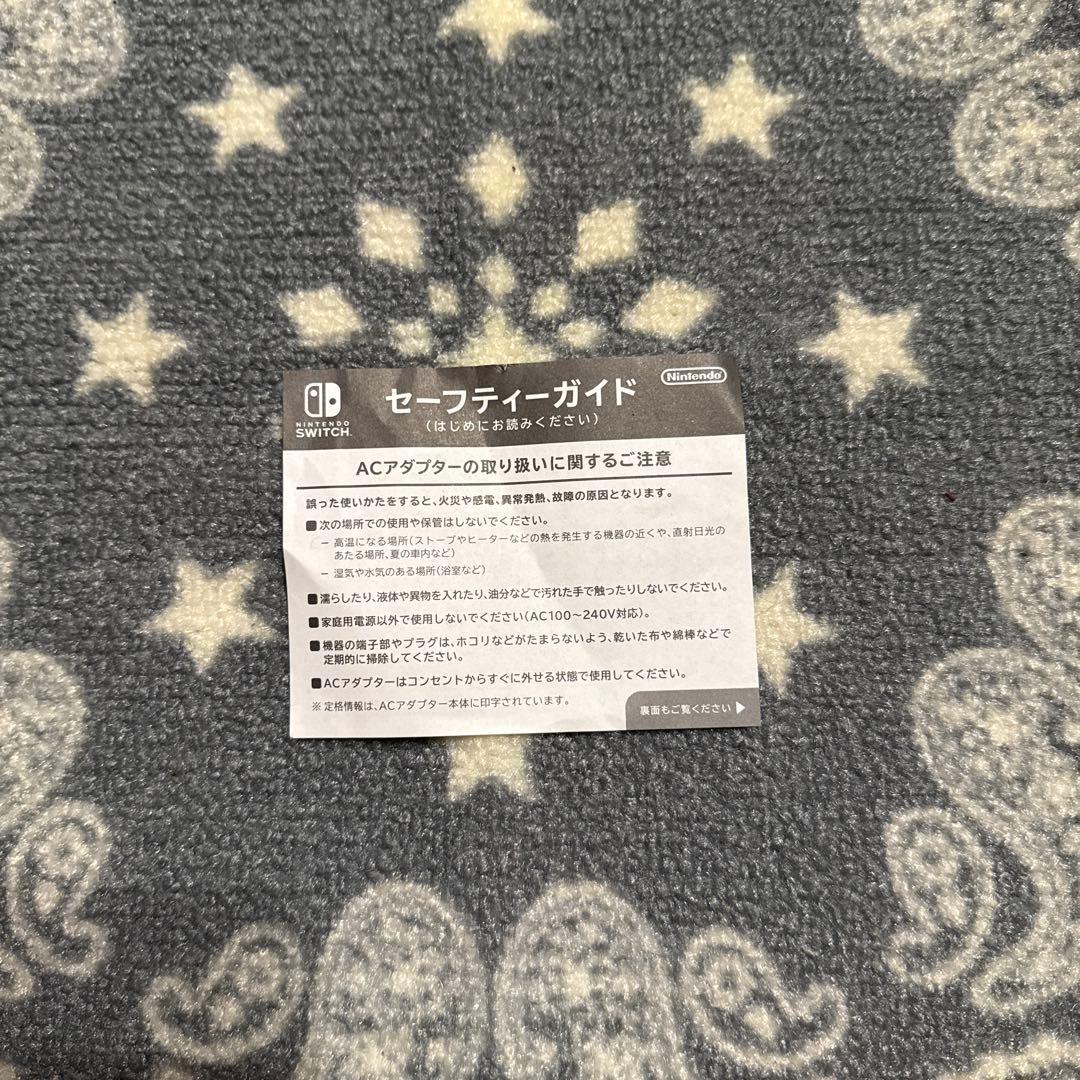 NINTENDO
SWITCH
セーフティーガイド
(はじめにお読みください)
Nintendo
ACアダプターの取り扱いに関するご注意
誤った使いかたをすると、火災や感電、異常発熱、故障の原因となります。
■次の場所での使用や保管はしないでください。
– 高温になる場所(ストーブやヒーターなどの熱を発生する機器の近くや、直射日光の
あたる場所、夏の車内など)
– 湿気や水気のある場所(浴室など)
■濡らしたり、液体や異物を入れたり、油分などで汚れた手で触ったりしないでください。
■家庭用電源以外で使用しないでください(AC100～240V対応)。
■機器の端子部やプラグは、ホコリなどがたまらないよう、乾いた布や綿棒などで
定期的に掃除してください。
■ACアダプターはコンセントからすぐに外せる状態で使用してください。
※定格情報は、ACアダプター本体に印字されています。
裏面もご覧ください ▶